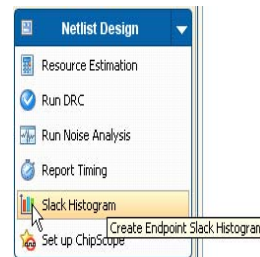 Netlist Design
Resource Estimation
Run DRC
Run Noise Analysis
Report Timing
Slack Histogram
Create Endpoint Slack Histogran
Set up ChipScope